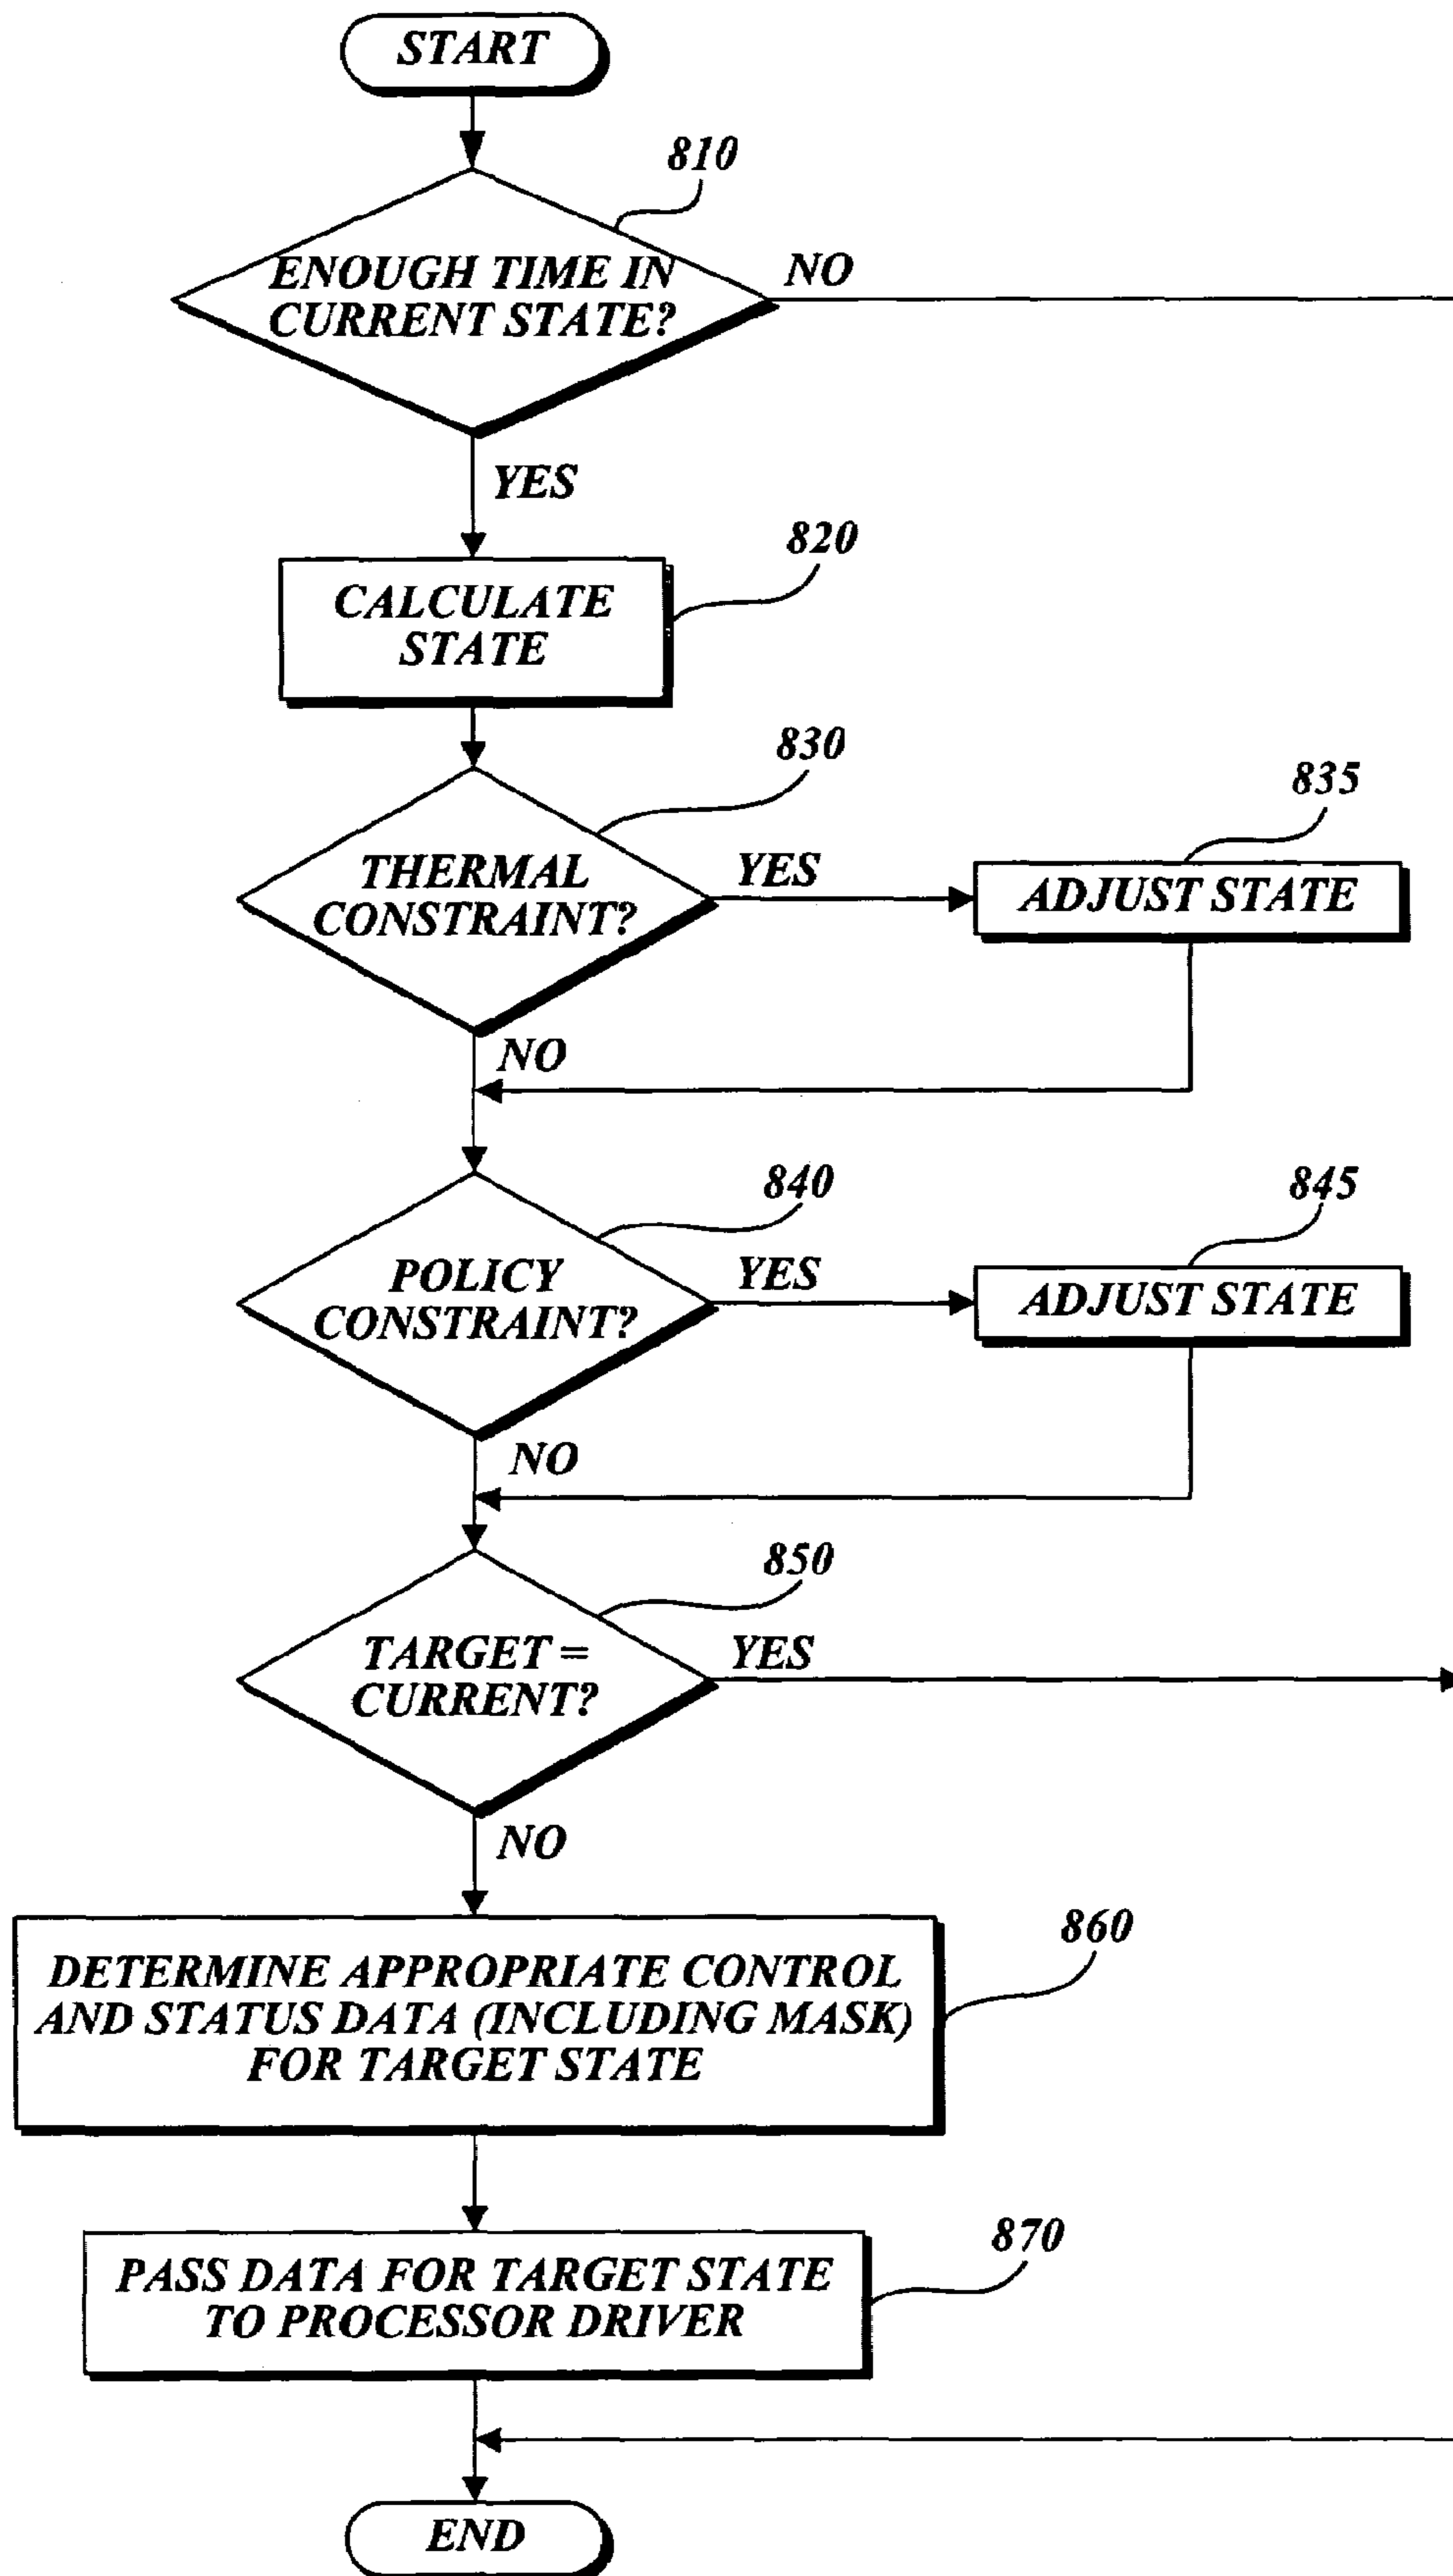 START
810
ENOUGH TIME IN
CURRENT STATE?
NO
YES
820
CALCULATE
STATE
830
THERMAL
CONSTRAINT?
YES
835
ADJUST STATE
NO
840
POLICY
CONSTRAINT?
YES
845
ADJUST STATE
NO
850
TARGET =
CURRENT?
YES
NO
860
DETERMINE APPROPRIATE CONTROL
AND STATUS DATA (INCLUDING MASK)
FOR TARGET STATE
870
PASS DATA FOR TARGET STATE
TO PROCESSOR DRIVER
END